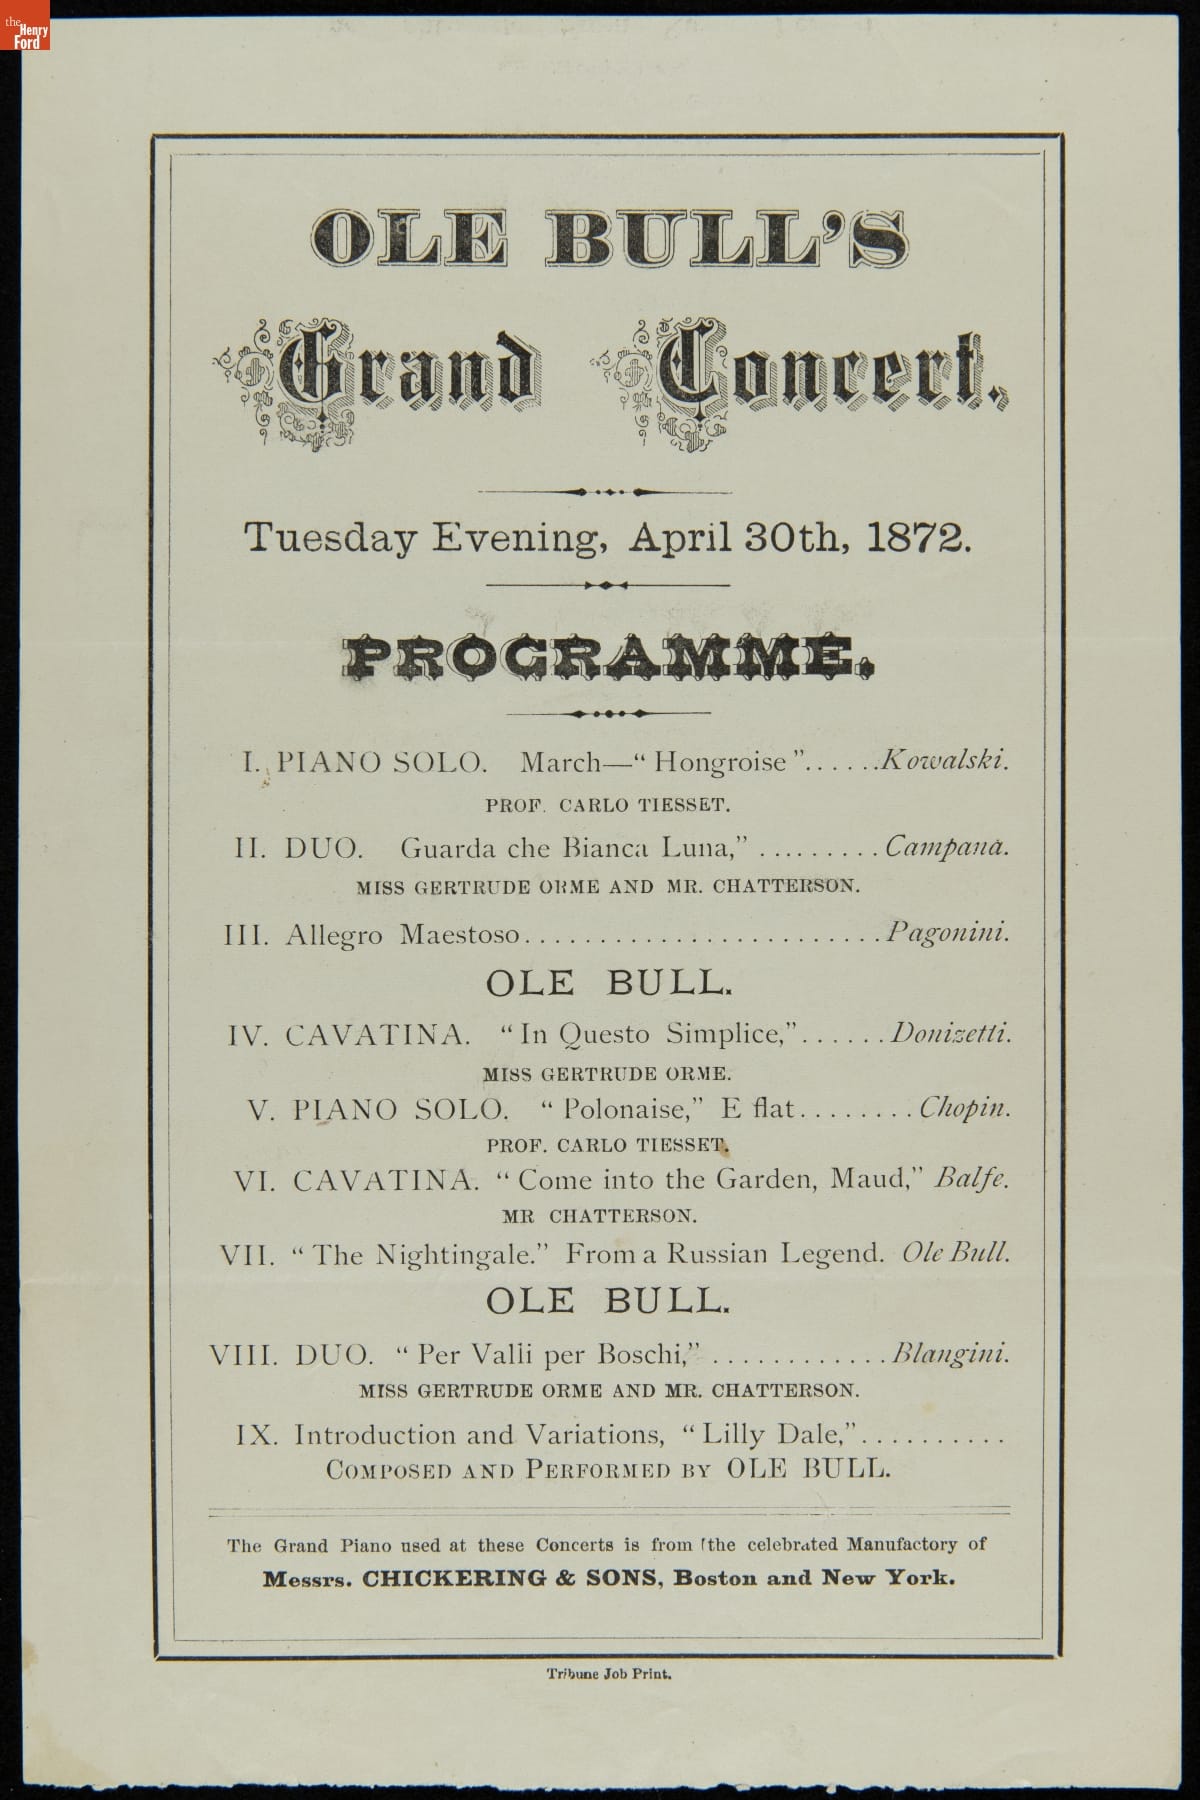 the
Henry
Ford
OLE BULL'S
Grand Concert.
Tuesday Evening, April 30th, 1872.
PROGRAMME.
I. PIANO SOLO. March—“Hongroise”......Kowalski.
PROF. CARLO TIESSET.
II. DUO. Guarda che Bianca Luna,” .........Campana.
MISS GERTRUDE ORME AND MR. CHATTERSON.
III. Allegro Maestoso........................Pagonini.
OLE BULL.
IV. CAVATINA. “In Questo Simplice,”......Donizetti.
MISS GERTRUDE ORME.
V. PIANO SOLO. “Polonaise,” E flat........Chopin.
PROF. CARLO TIESSET.
VI. CAVATINA. “Come into the Garden, Maud,” Balfe.
MR CHATTERSON.
VII. “The Nightingale.” From a Russian Legend. Ole Bull.
OLE BULL.
VIII. DUO. “Per Valli per Boschi,” ............Blangini.
MISS GERTRUDE ORME AND MR. CHATTERSON.
IX. Introduction and Variations, “Lilly Dale,”..........
COMPOSED AND PERFORMED BY OLE BULL.
The Grand Piano used at these Concerts is from the celebrated Manufactory of
Messrs. CHICKERING & SONS, Boston and New York.
Tribune Job Print.